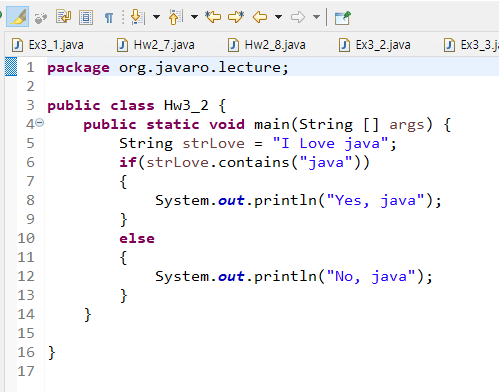 Ex3_1.java Hw2_7.java Hw2_8.java Ex3_2.java Ex3_3.j
1 package org.javaro.lecture;
2
3 public class Hw3_2 {
4 public static void main(String [] args) {
5 String strLove = "I Love java";
6 if(strLove.contains("java"))
7 {
8 System.out.println("Yes, java");
9 }
10 else
11 {
12 System.out.println("No, java");
13 }
14 }
15
16 }
17